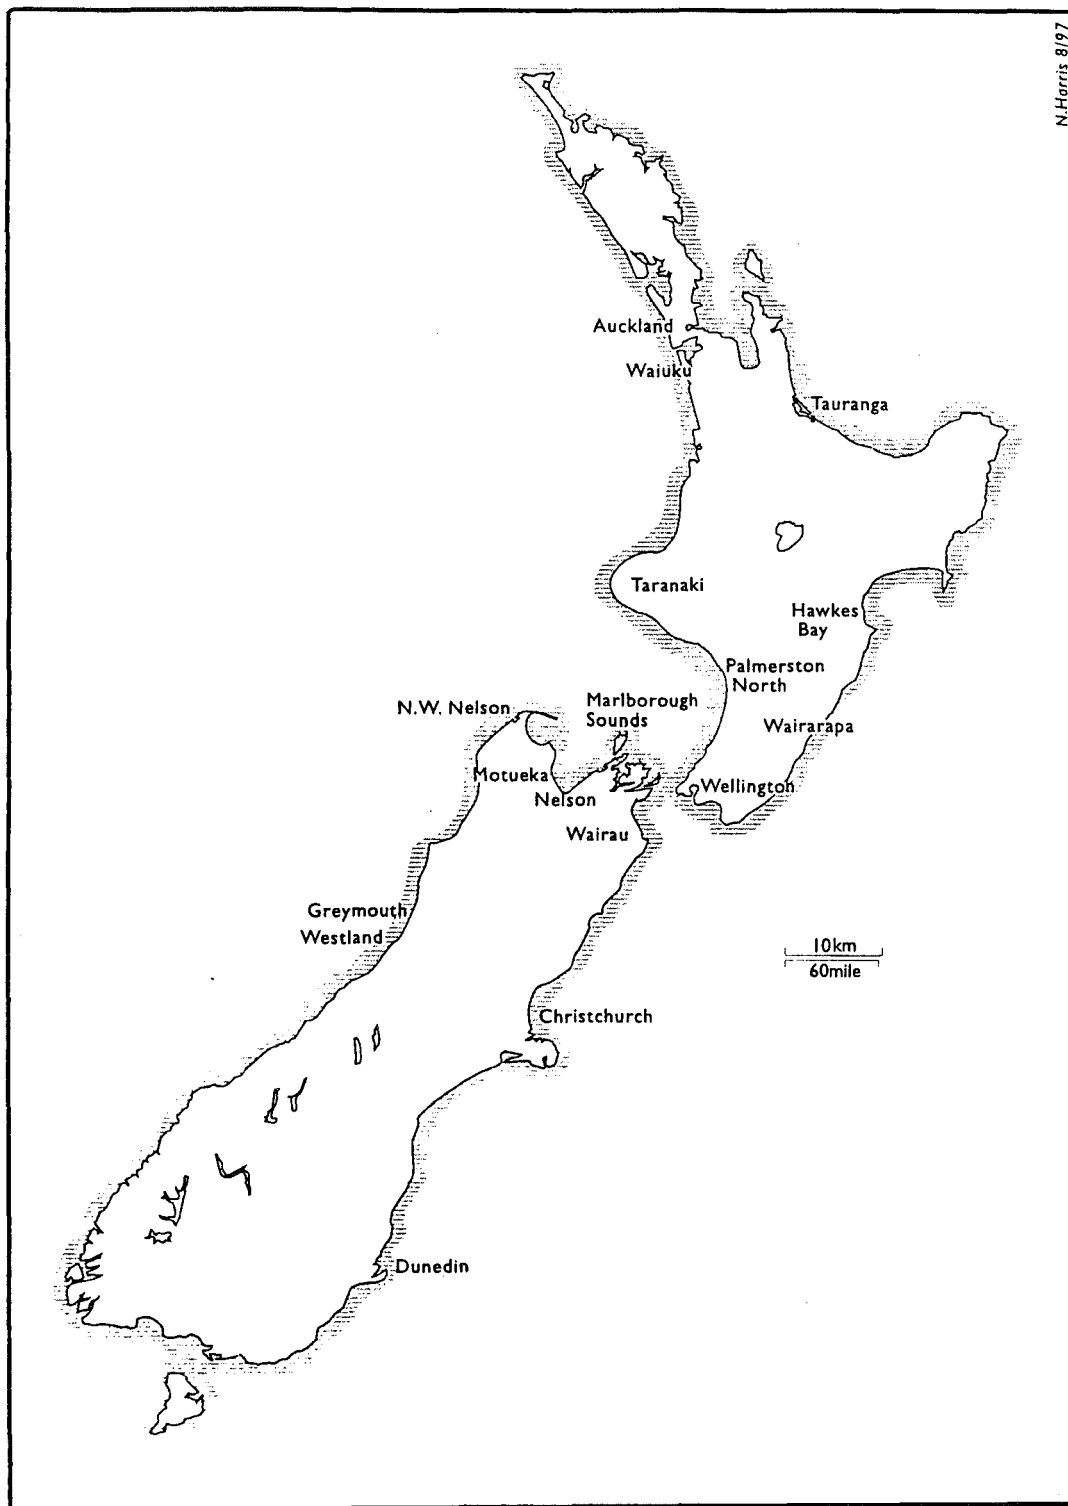 N.Harris 8/97
Auckland
Waiuku
Tauranga
Taranaki
Hawkes
Bay
Palmerston
North
N.W. Nelson
Marlborough
Sounds
Wairarapa
Motueka
Nelson
Wellington
Wairau
Greymouth
Westland
10km
60mile
Christchurch
Dunedin